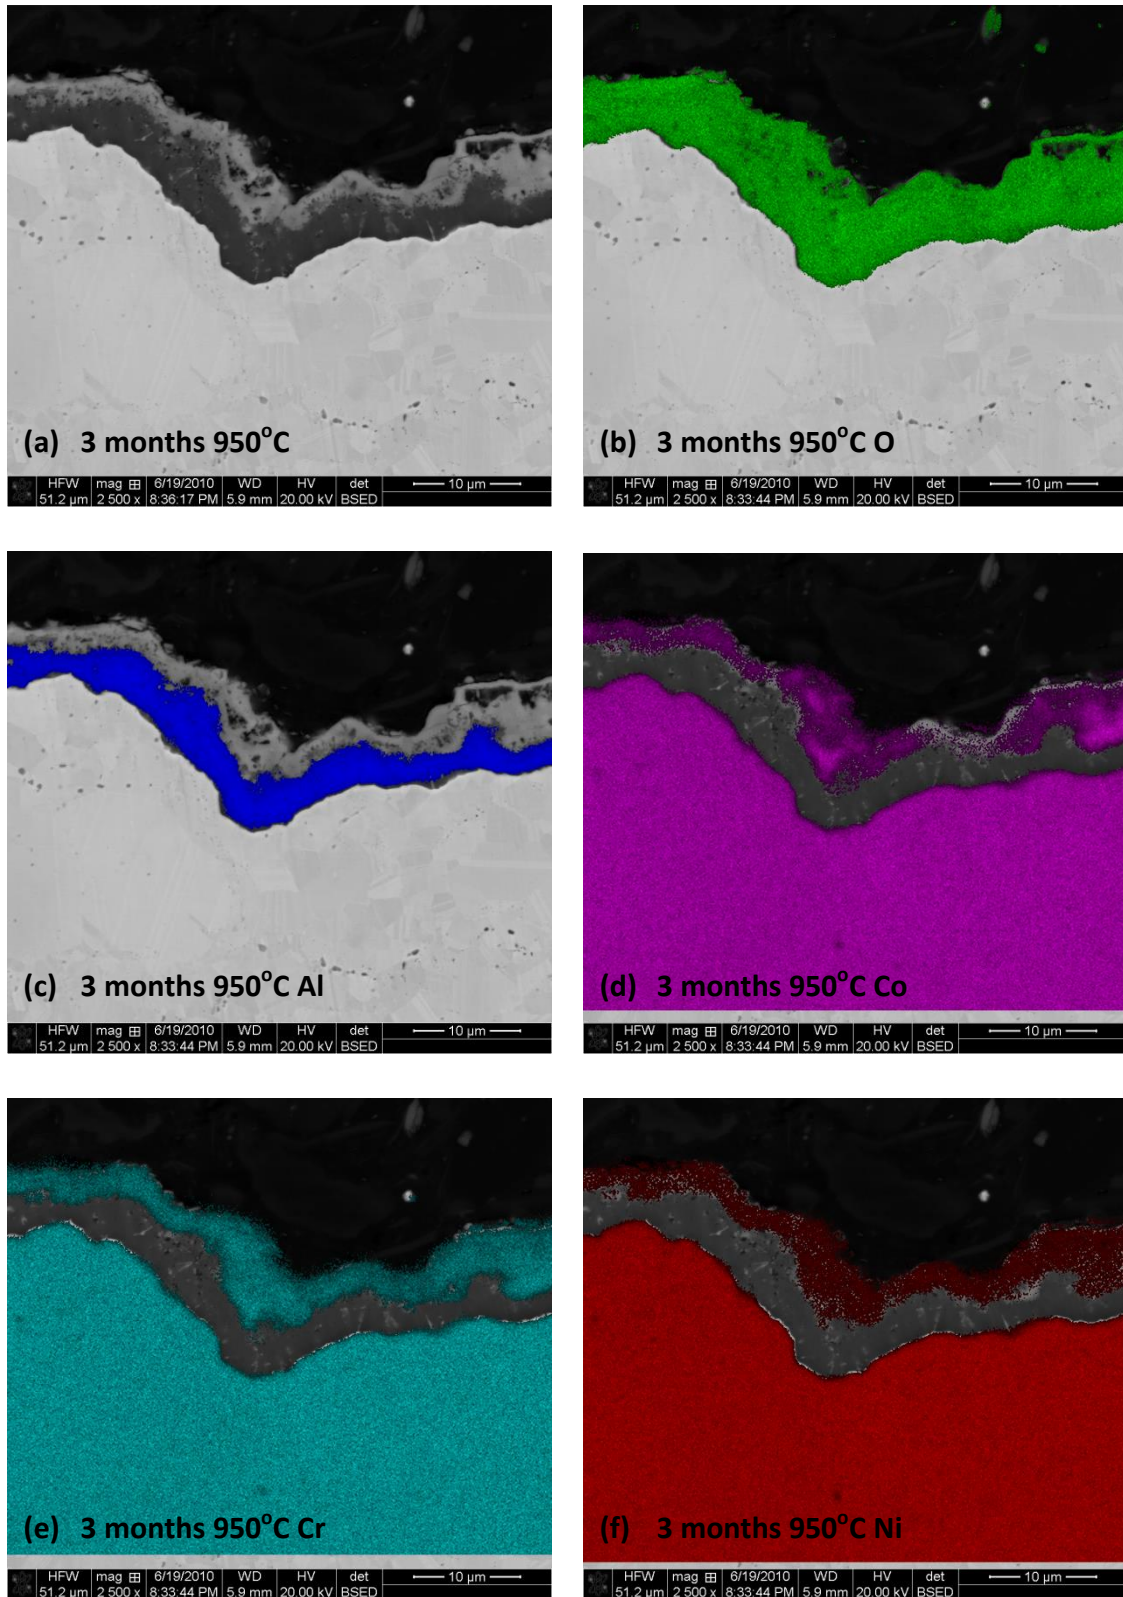 (a) 3 months 950°C
HFW mag ⊞ 6/19/2010 WD HV det 10 µm
51.2 µm 2 500 x 8:36:17 PM 5.9 mm 20.00 kV BSED
(b) 3 months 950°C O
HFW mag ⊞ 6/19/2010 WD HV det 10 µm
51.2 µm 2 500 x 8:33:44 PM 5.9 mm 20.00 kV BSED
(c) 3 months 950°C Al
HFW mag ⊞ 6/19/2010 WD HV det 10 µm
51.2 µm 2 500 x 8:33:44 PM 5.9 mm 20.00 kV BSED
(d) 3 months 950°C Co
HFW mag ⊞ 6/19/2010 WD HV det 10 µm
51.2 µm 2 500 x 8:33:44 PM 5.9 mm 20.00 kV BSED
(e) 3 months 950°C Cr
HFW mag ⊞ 6/19/2010 WD HV det 10 µm
51.2 µm 2 500 x 8:33:44 PM 5.9 mm 20.00 kV BSED
(f) 3 months 950°C Ni
HFW mag ⊞ 6/19/2010 WD HV det 10 µm
51.2 µm 2 500 x 8:33:44 PM 5.9 mm 20.00 kV BSED